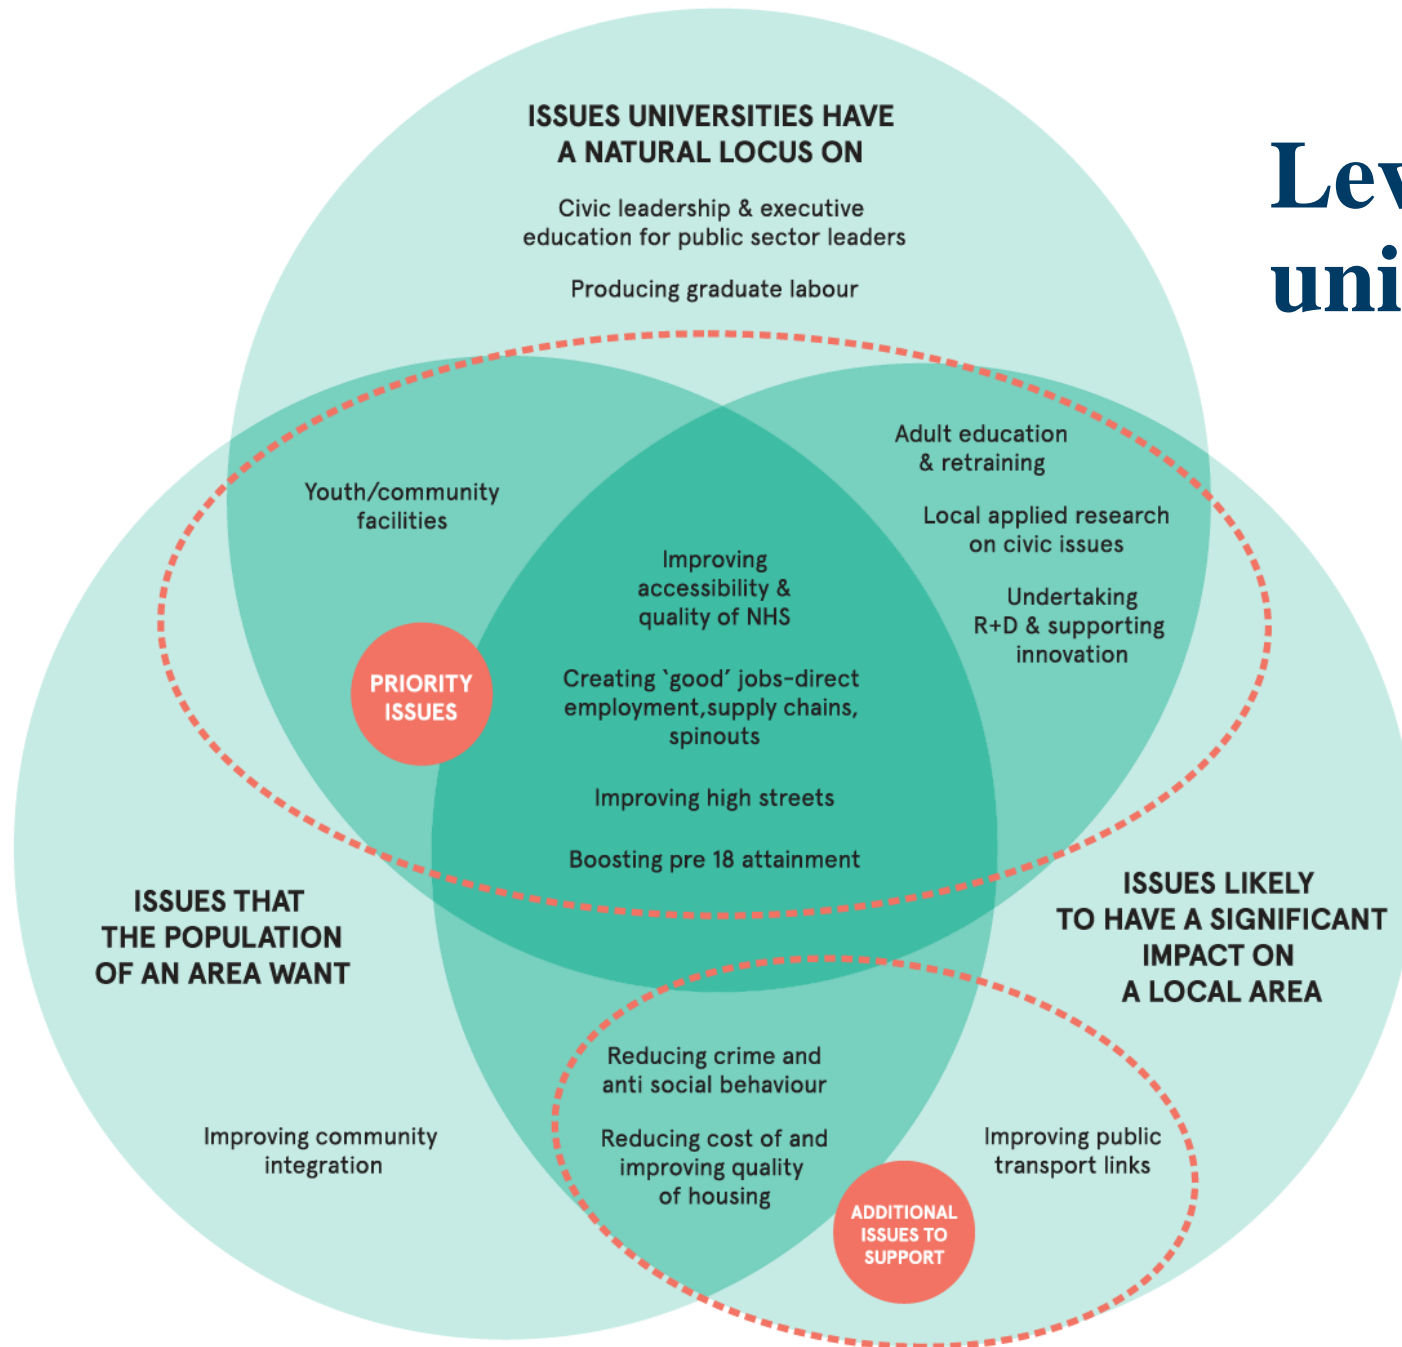 ISSUES UNIVERSITIES HAVE
A NATURAL LOCUS ON
Civic leadership & executive
education for public sector leaders
Producing graduate labour
Lev
uni
Youth/community
facilities
PRIORITY
ISSUES
Improving
accessibility &
quality of NHS
Creating ‘good’ jobs-direct
employment,supply chains,
spinouts
Improving high streets
Boosting pre 18 attainment
Adult education
& retraining
Local applied research
on civic issues
Undertaking
R+D & supporting
innovation
ISSUES THAT
THE POPULATION
OF AN AREA WANT
Improving community
integration
ISSUES LIKELY
TO HAVE A SIGNIFICANT
IMPACT ON
A LOCAL AREA
Reducing crime and
anti social behaviour
Reducing cost of and
improving quality
of housing
Improving public
transport links
ADDITIONAL
ISSUES TO
SUPPORT